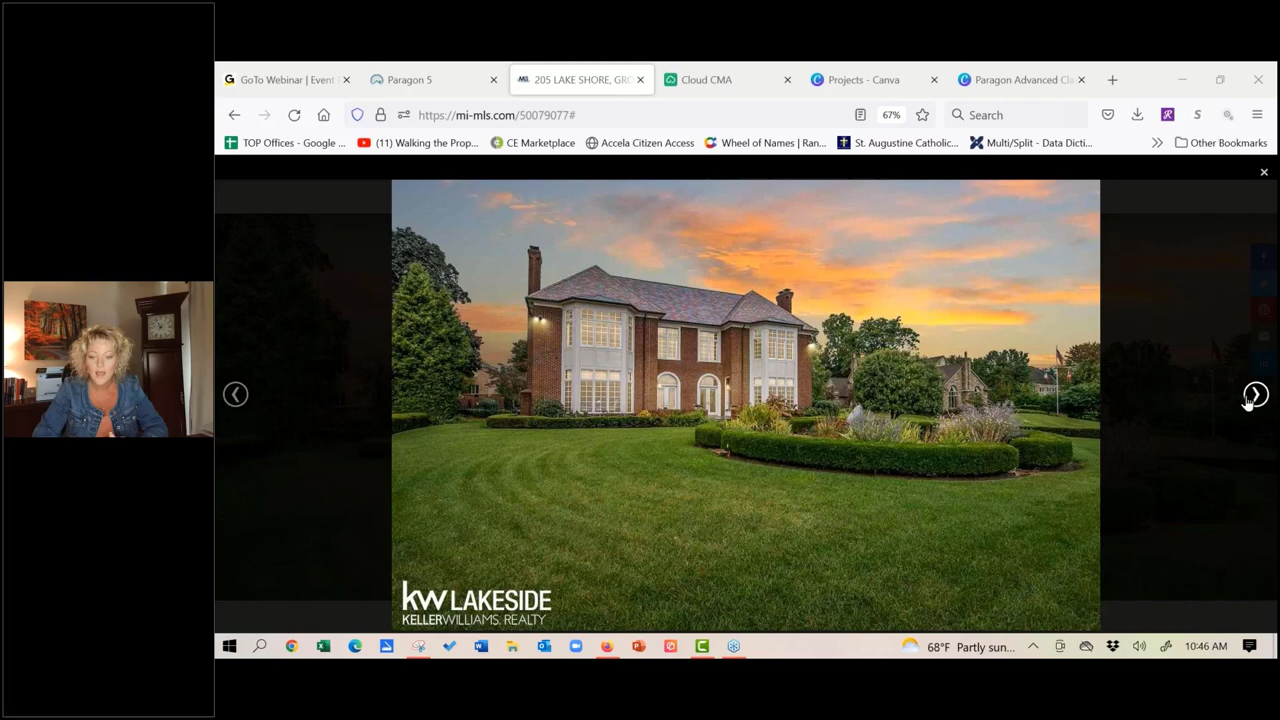 GoTo Webinar | Event
Paragon 5
205 LAKE SHORE, GRO
Cloud CMA
Projects - Canva
Paragon Advanced Cla
https://mi-mls.com/50079077#
67%
Search
TOP Offices - Google ...
(11) Walking the Prop...
CE Marketplace
Accela Citizen Access
Wheel of Names | Ran...
St. Augustine Catholic...
Multi/Split - Data Dicti...
Other Bookmarks
kw LAKESIDE
KELLERWILLIAMS. REALTY
68°F Partly sun...
10:46 AM